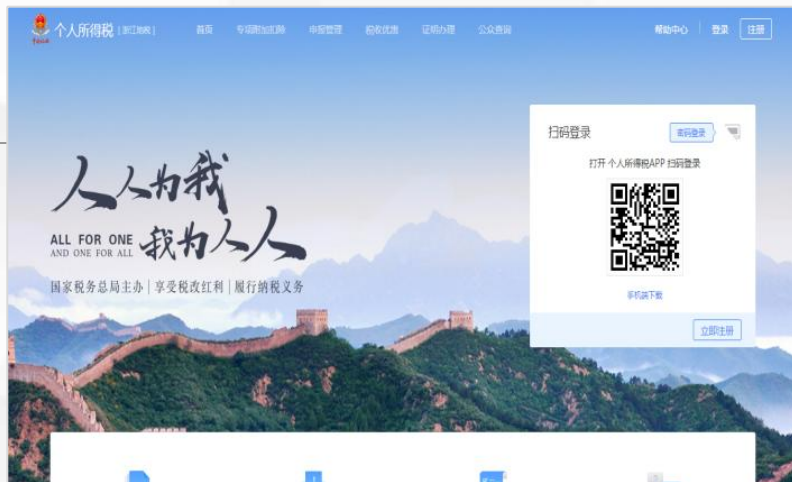 个人所得税 首页 专项附加扣除 申报管理 税收优惠 证明办理 公众查询 帮助中心 登录 注册
扫码登录 密码登录
打开 个人所得税APP 扫码登录
人人为我
ALL FOR ONE
AND ONE FOR ALL
我为人人
国家税务总局主办 | 享受税改红利 | 履行纳税义务
手机端下载
立即注册